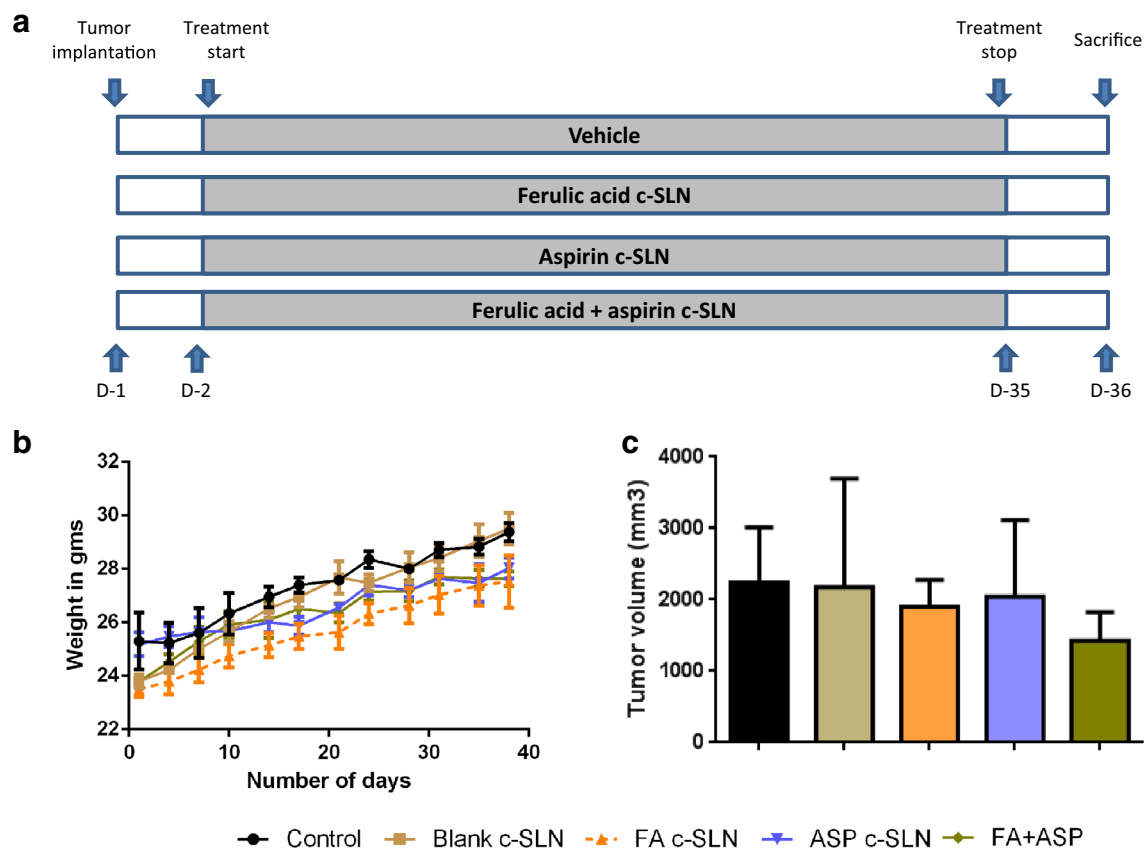 a
Tumor
implantation
Treatment
start
Treatment
stop
Sacrifice
Vehicle
Ferulic acid c-SLN
Aspirin c-SLN
Ferulic acid + aspirin c-SLN
D-1
D-2
D-35
D-36
b
32
30
28
26
24
22
Weight in gms
0
10
20
30
40
Number of days
c
4000
3000
2000
1000
0
Tumor volume (mm3)
Control
Blank c-SLN
FA c-SLN
ASP c-SLN
FA+ASP